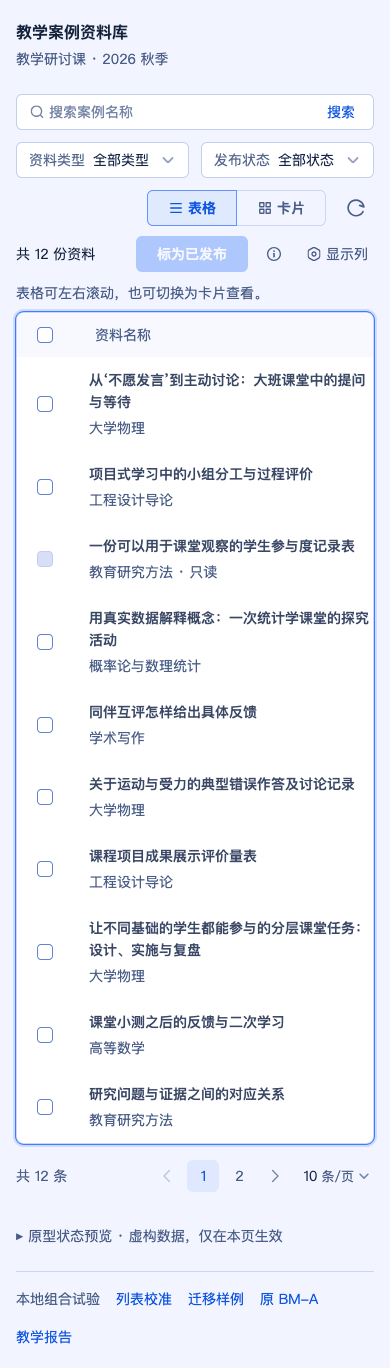 教学案例资料库
教学研讨课 · 2026 秋季
搜索案例名称 搜索
资料类型 全部类型 发布状态 全部状态
表格 卡片
共 12 份资料 标为已发布 显示列
表格可左右滚动，也可切换为卡片查看。
资料名称
从‘不愿发言’到主动讨论：大班课堂中的提问
与等待
大学物理
项目式学习中的小组分工与过程评价
工程设计导论
一份可以用于课堂观察的学生参与度记录表
教育研究方法 · 只读
用真实数据解释概念：一次统计学课堂的探究
活动
概率论与数理统计
同伴互评怎样给出具体反馈
学术写作
关于运动与受力的典型错误作答及讨论记录
大学物理
课程项目成果展示评价量表
工程设计导论
让不同基础的学生都能参与的分层课堂任务：
设计、实施与复盘
大学物理
课堂小测之后的反馈与二次学习
高等数学
研究问题与证据之间的对应关系
教育研究方法
共 12 条 1 2 10 条/页
▸ 原型状态预览 · 虚构数据，仅在本页生效
本地组合试验 列表校准 迁移样例 原 BM-A
教学报告